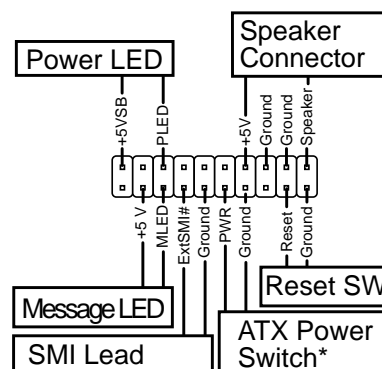 Power LED
Speaker
Connector
+5VSB
PLED
+5V
Ground
Ground
Speaker
+5 V
MLED
ExtSMI#
Ground
PWR
Ground
Reset
Ground
Message LED
Reset SW
SMI Lead
ATX Power
Switch*